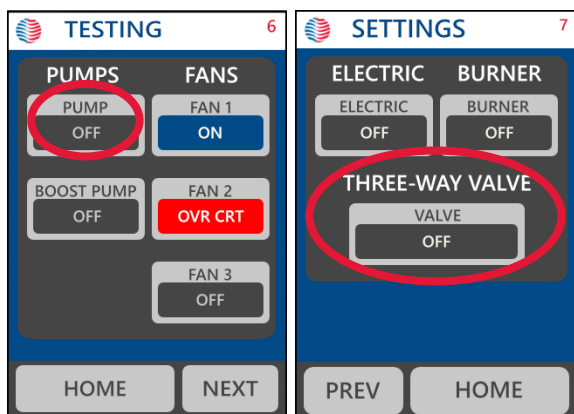 TESTING 6
PUMPS FANS
PUMP FAN 1
OFF ON
BOOST PUMP FAN 2
OFF OVR CRT
FAN 3
OFF
HOME NEXT
SETTINGS 7
ELECTRIC BURNER
ELECTRIC BURNER
OFF OFF
THREE-WAY VALVE
VALVE
OFF
PREV HOME